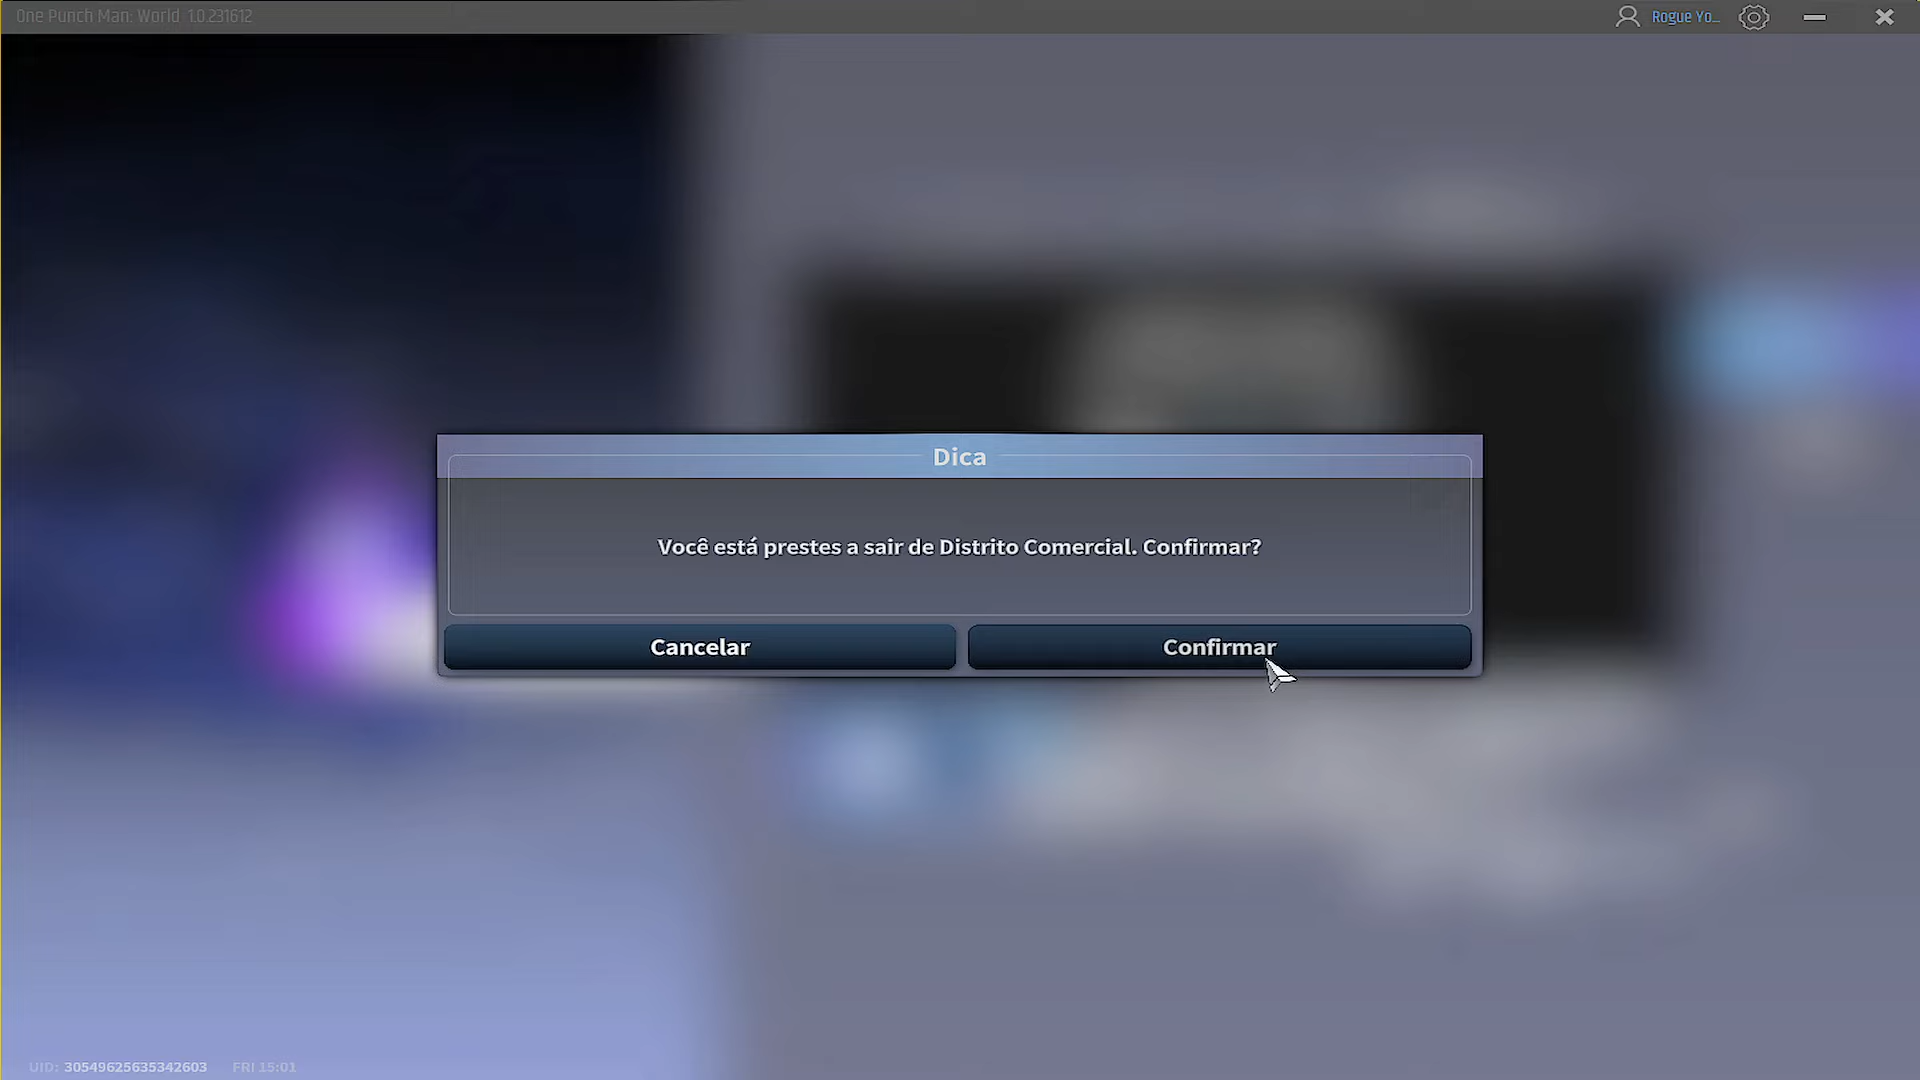 One Punch Man: World 1.0.231612
Rogue Yo...
Dica
Você está prestes a sair de Distrito Comercial. Confirmar?
Cancelar
Confirmar
UID: 30549625635342603 FRI 15:01